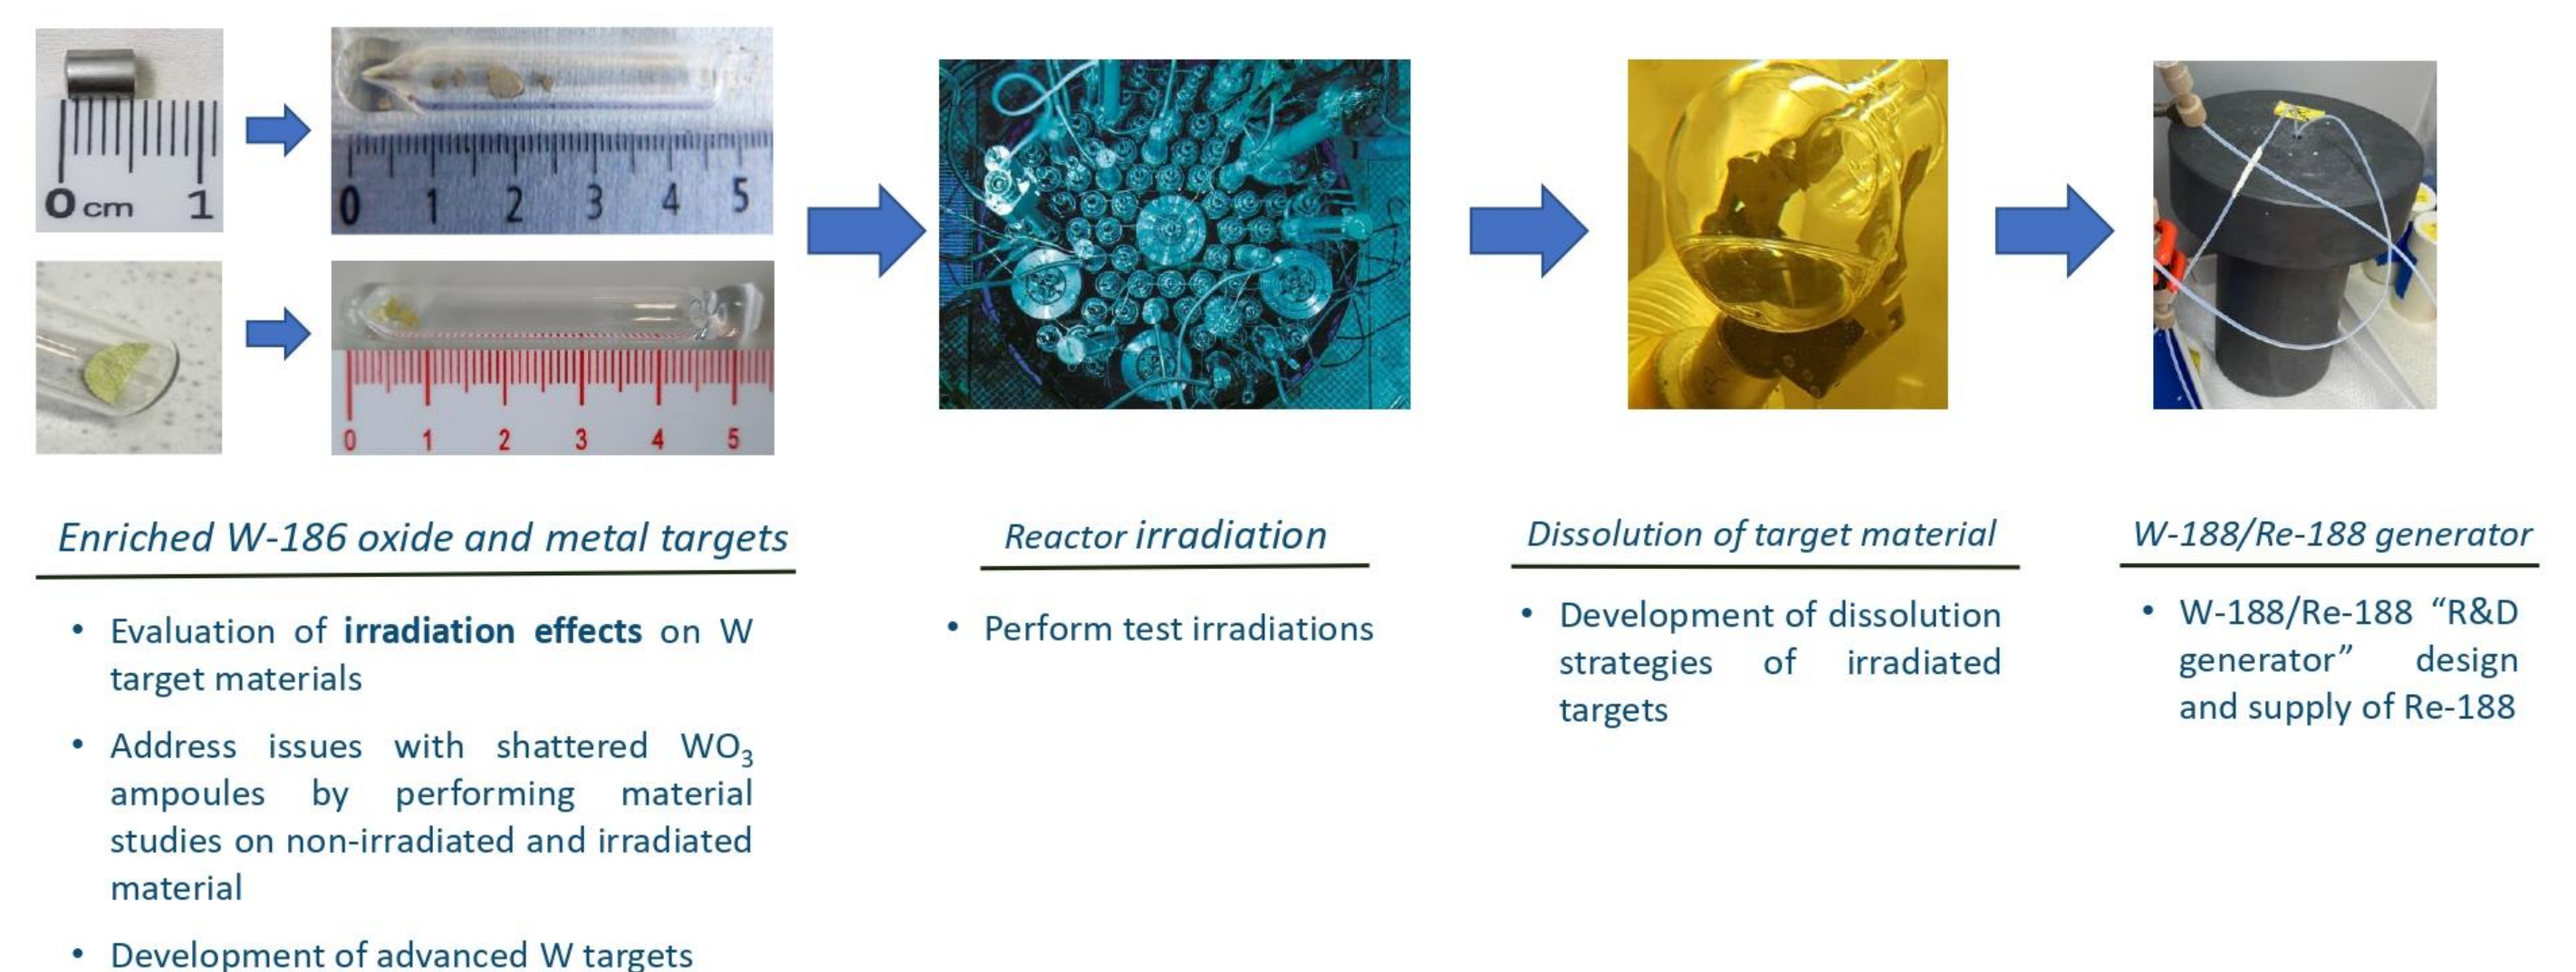 0 cm 1
0 1 2 3 4 5
0 1 2 3 4 5
Enriched W-186 oxide and metal targets
• Evaluation of irradiation effects on W
target materials
• Address issues with shattered WO₃
ampoules by performing material
studies on non-irradiated and irradiated
material
• Development of advanced W targets
Reactor irradiation
• Perform test irradiations
Dissolution of target material
• Development of dissolution
strategies of irradiated
targets
W-188/Re-188 generator
• W-188/Re-188 “R&D
generator” design
and supply of Re-188